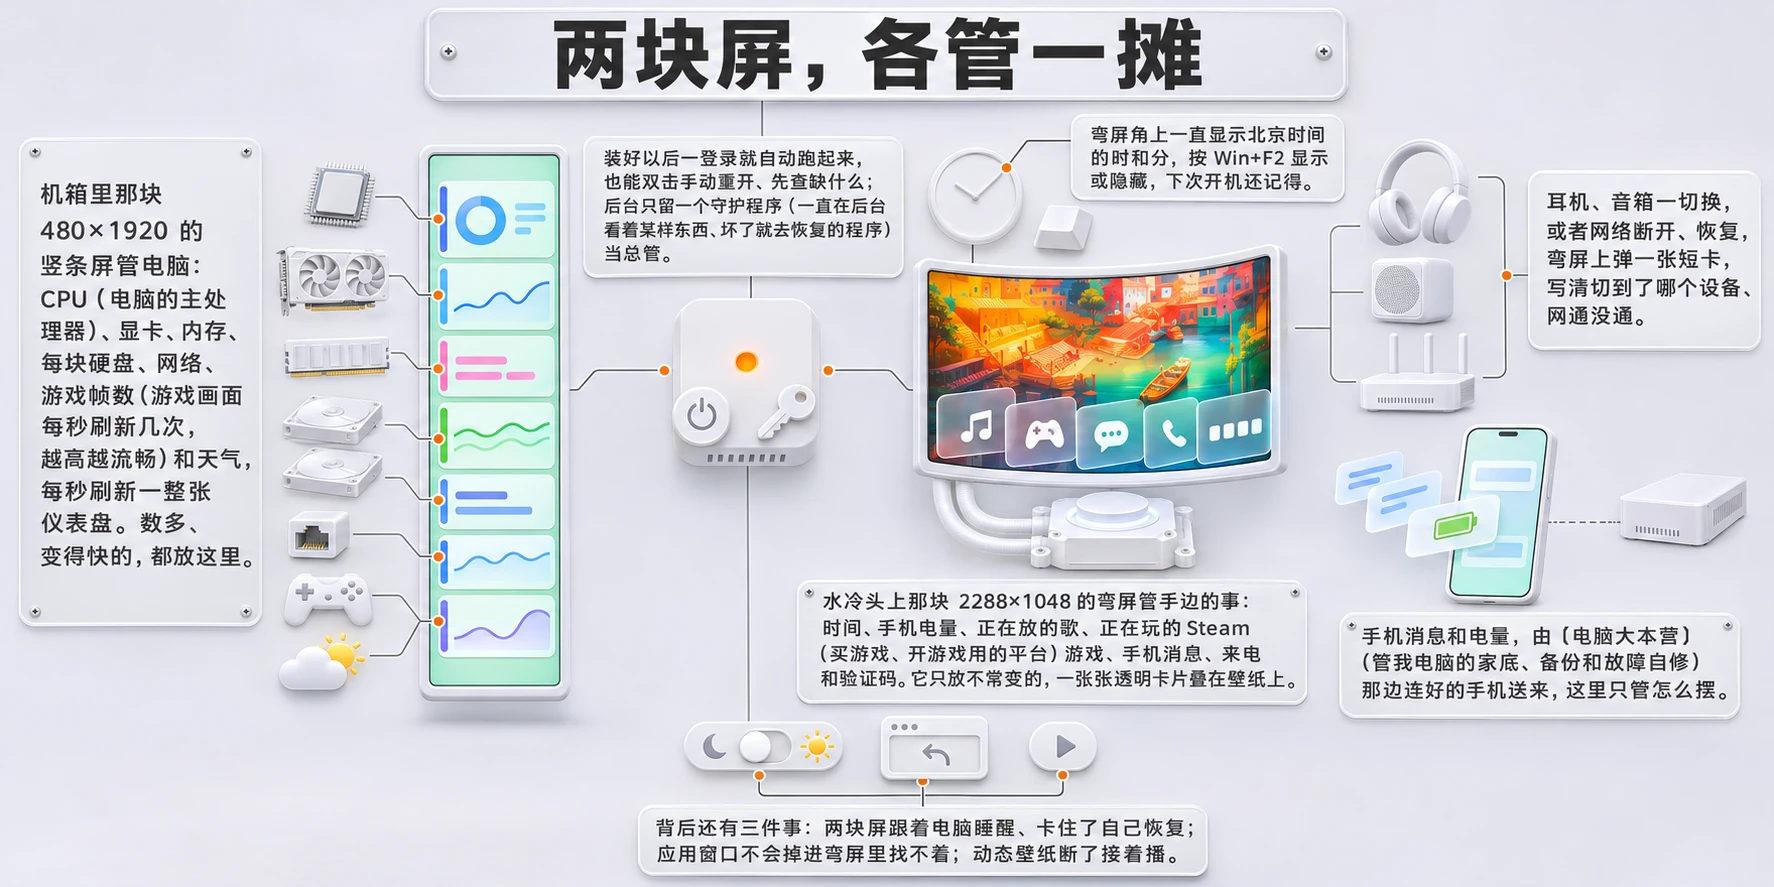 两块屏，各管一摊
机箱里那块
480×1920 的
竖条屏管电脑：
CPU（电脑的主处
理器）、显卡、内存、
每块硬盘、网络、
游戏帧数（游戏画面
每秒刷新几次，
越高越流畅）和天气，
每秒刷新一整张
仪表盘。数多、
变得快的，都放这里。
装好以后一登录就自动跑起来，
也能双击手动重开、先查缺什么；
后台只留一个守护程序（一直在后台
看着某样东西、坏了就去恢复的程序）
当总管。
弯屏角上一直显示北京时间
的时和分，按 Win+F2 显示
或隐藏，下次开机还记得。
耳机、音箱一切换，
或者网络断开、恢复，
弯屏上弹一张短卡，
写清切到了哪个设备、
网通没通。
水冷头上那块 2288×1048 的弯屏管手边的事：
时间、手机电量、正在放的歌、正在玩的 Steam
（买游戏、开游戏用的平台）游戏、手机消息、来电
和验证码。它只放不常变的，一张张透明卡片叠在壁纸上。
手机消息和电量，由〔电脑大本营〕
（管我电脑的家底、备份和故障自修）
那边连好的手机送来，这里只管怎么摆。
背后还有三件事：两块屏跟着电脑睡醒、卡住了自己恢复；
应用窗口不会掉进弯屏里找不着；动态壁纸断了接着播。